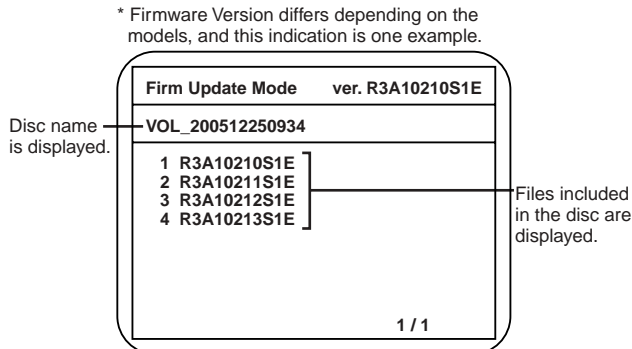 * Firmware Version differs depending on the
models, and this indication is one example.
Firm Update Mode ver. R3A10210S1E
Disc name
is displayed.
VOL_200512250934
1 R3A10210S1E
2 R3A10211S1E
3 R3A10212S1E
4 R3A10213S1E
Files included
in the disc are
displayed.
1 / 1